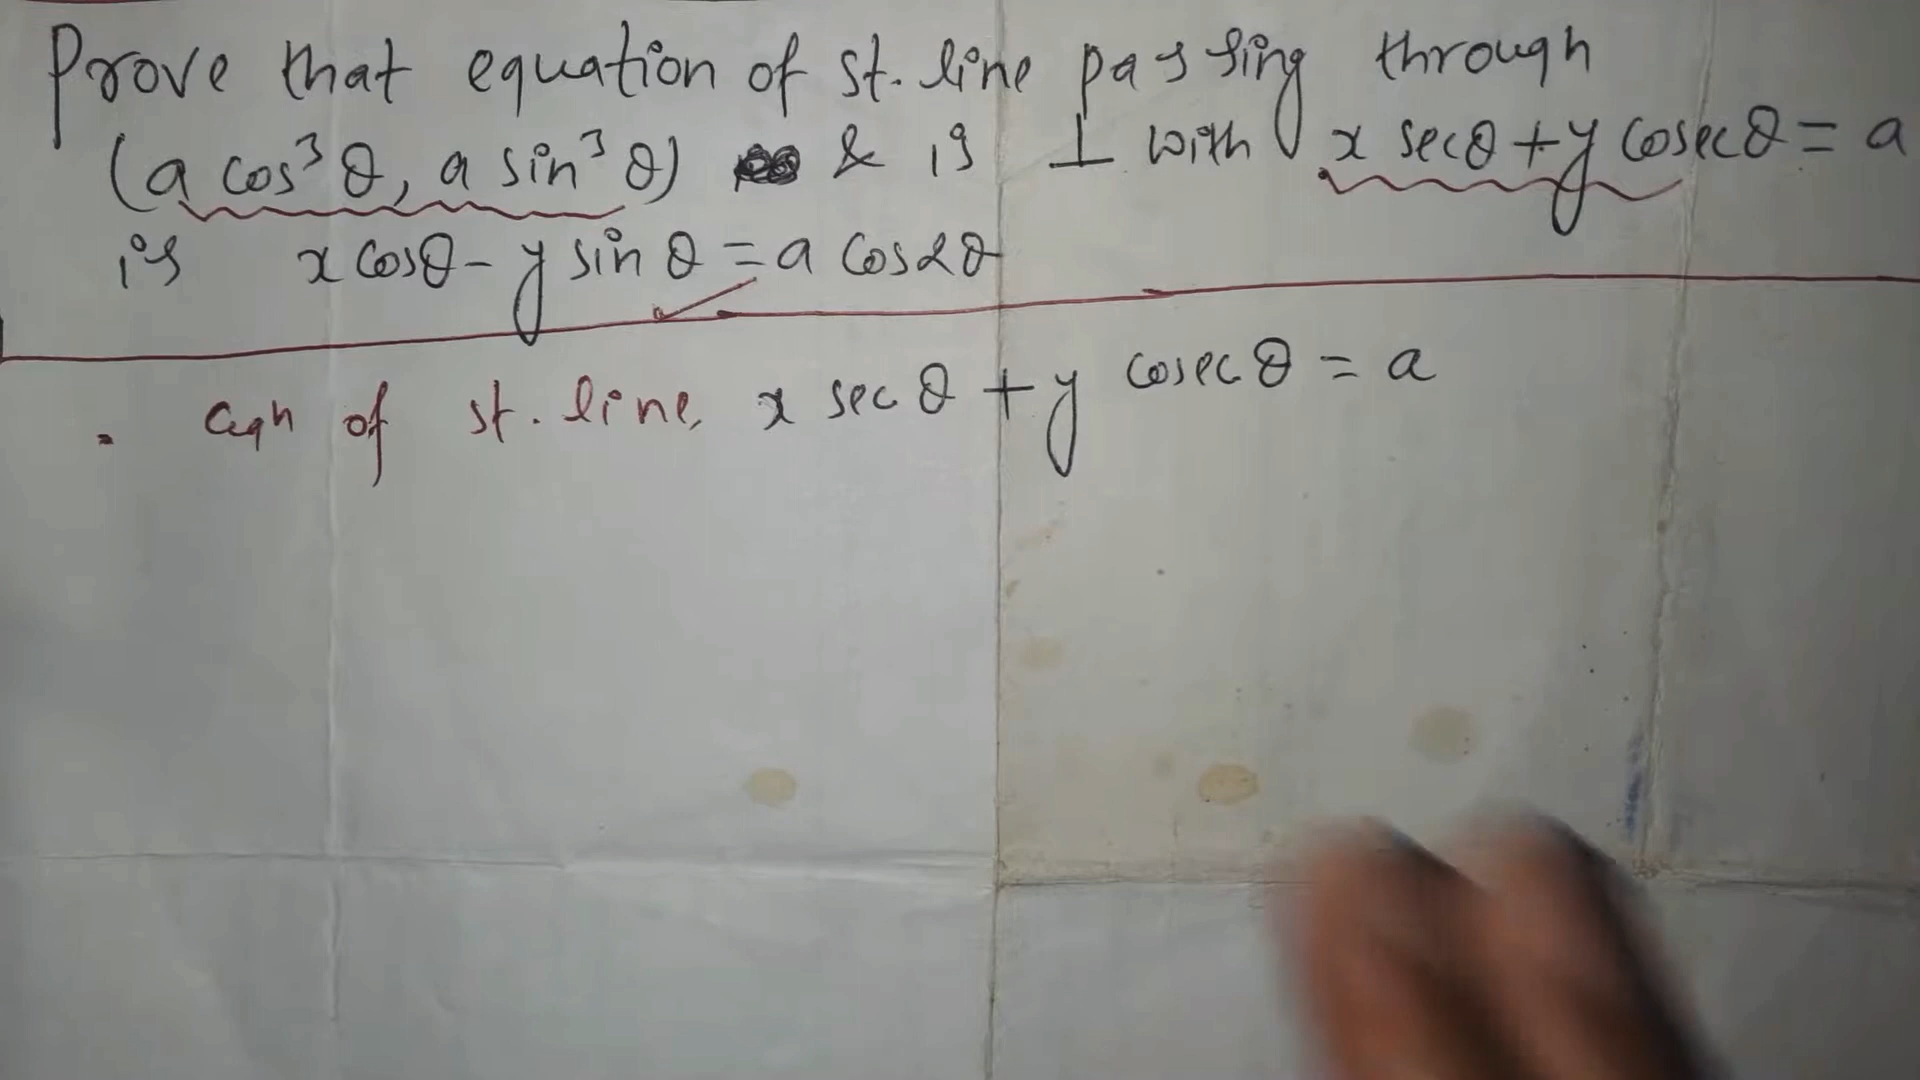 Prove that equation of st. line passing through
(a cos³ θ, a sin³ θ) & is ⊥ with x secθ + y cosecθ = a
is x cosθ - y sin θ = a cos2θ
. eqn of st. line, x sec θ + y cosec θ = a